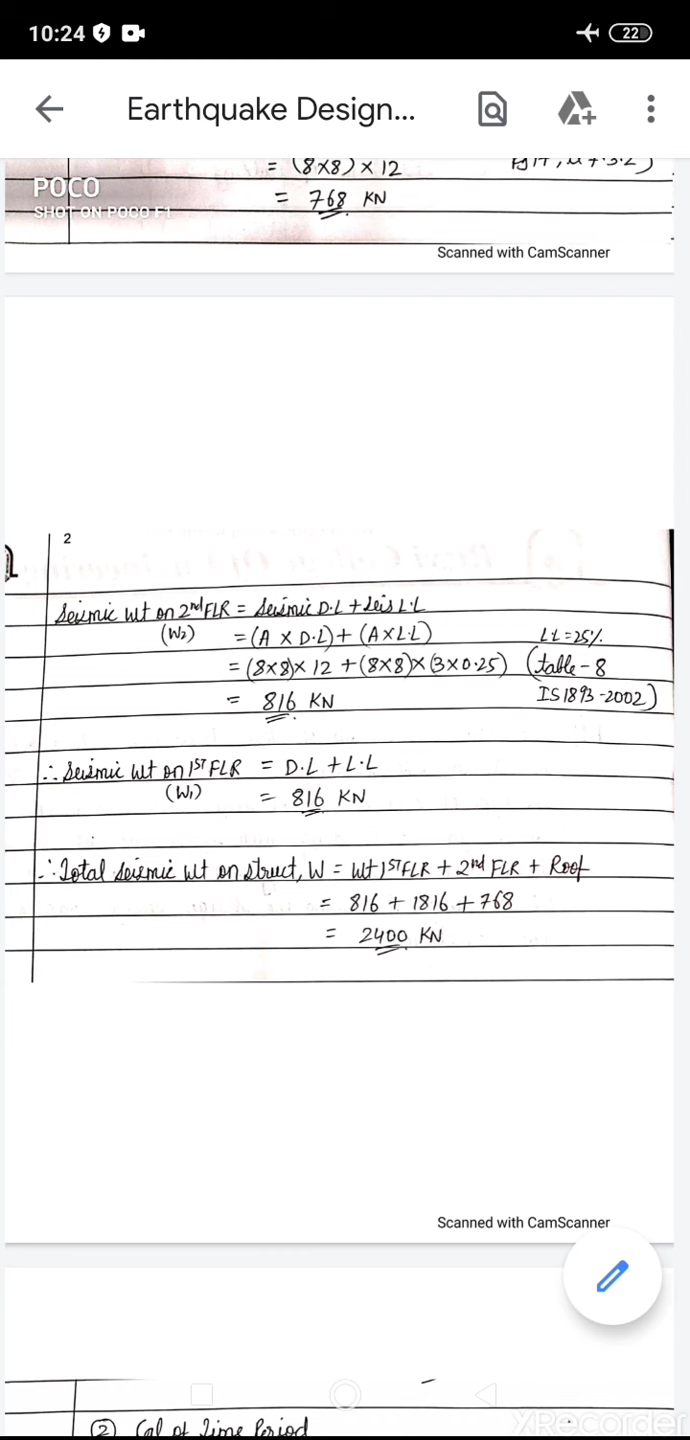 10:24 22
Earthquake Design...
= (8×8) × 12
POCO
SHOT ON POCO F1
= 768 KN
Scanned with CamScanner
2
Seismic wt on 2nd FLR = Seismic D.L + Seis L.L
(W2) = (A × D.L) + (A×L.L) LL = 25%
= (8×8) × 12 + (8×8) × (3×0.25) (table - 8
= 816 KN IS 1893-2002)
∴ Seismic wt on 1ST FLR = D.L + L.L
(W1) = 816 KN
∴ Total seismic wt on struct, W = wt 1ST FLR + 2nd FLR + Roof
= 816 + 1816 + 768
= 2400 KN
Scanned with CamScanner
② Cal of Time Period
XRecorder